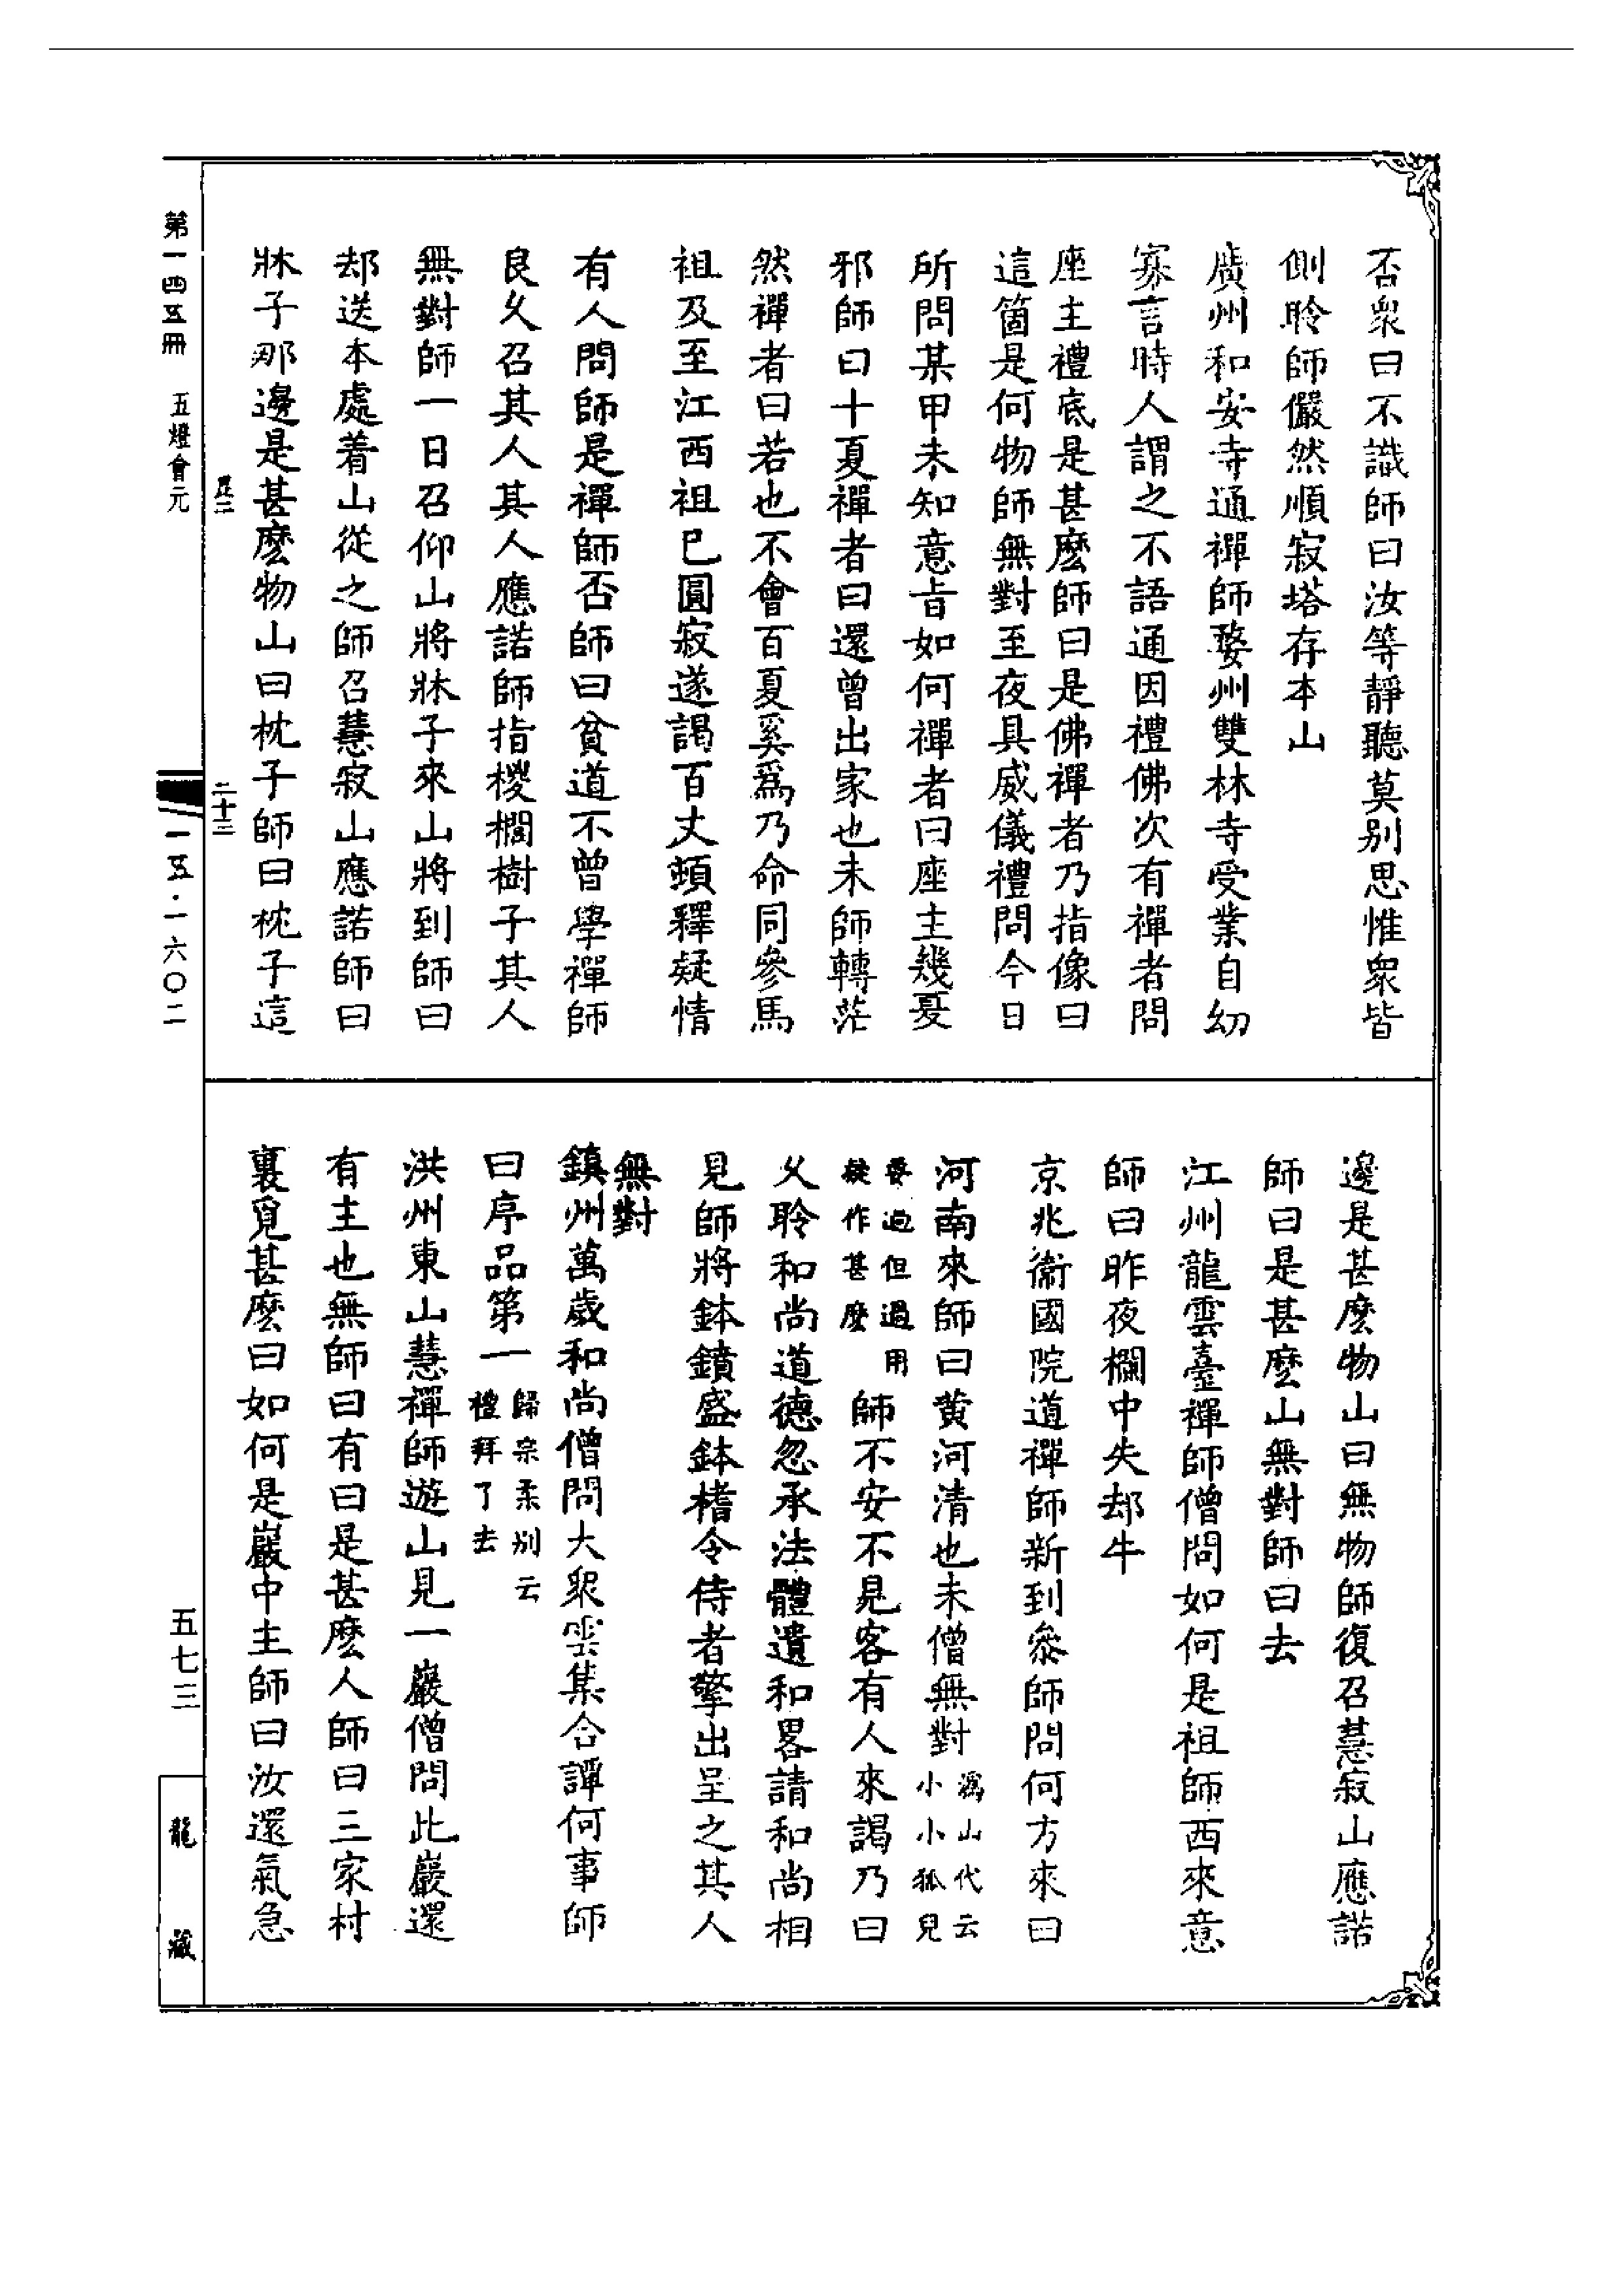 否衆曰不識師曰汝等靜聽莫別思惟衆皆
側聆師儼然順寂塔存本山
廣州和安寺通禪師婺州雙林寺受業自幼
寡言時人謂之不語通因禮佛次有禪者問
座主禮底是甚麽師曰是佛禪者乃指像曰
這箇是何物師無對至夜具威儀禮問今日
所問某甲未知意旨如何禪者曰座主幾夏
邪師曰十夏禪者曰還曾出家也未師轉茫
然禪者曰若也不會百夏奚爲乃命同參馬
祖及至江西祖已圓寂遂謁百丈頓釋疑情
有人問師是禪師否師曰貧道不曾學禪師
良久召其人其人應諾師指椶櫚樹子其人
無對師一日召仰山將牀子來山將到師曰
却送本處着山從之師召慧寂山應諾師曰
牀子那邊是甚麽物山曰枕子師曰枕子這
邊是甚麽物山曰無物師復召慧寂山應諾
師曰是甚麽山無對師曰去
江州龍雲臺禪師僧問如何是祖師西來意
師曰昨夜欄中失却牛
京兆衛國院道禪師新到參師問何方來曰
河南來師曰黄河清也未僧無對溈山代云小小狐兒
要過但過用疑作甚麽師不安不見客有人來謁乃曰
久聆和尚道德忽承法體違和畧請和尚相
見師將鉢鐼盛鉢榰令侍者擎出呈之其人
無對
鎮州萬歲和尚僧問大衆雲集合譚何事師
曰序品第一歸宗柔别云禮拜了去
洪州東山慧禪師遊山見一巖僧問此巖還
有主也無師曰有曰是甚麽人師曰三家村
裏覓甚麽曰如何是巖中主師曰汝還氣急
第一四五冊
五燈會元
二十三
一五·一六〇二
五七三
龍藏